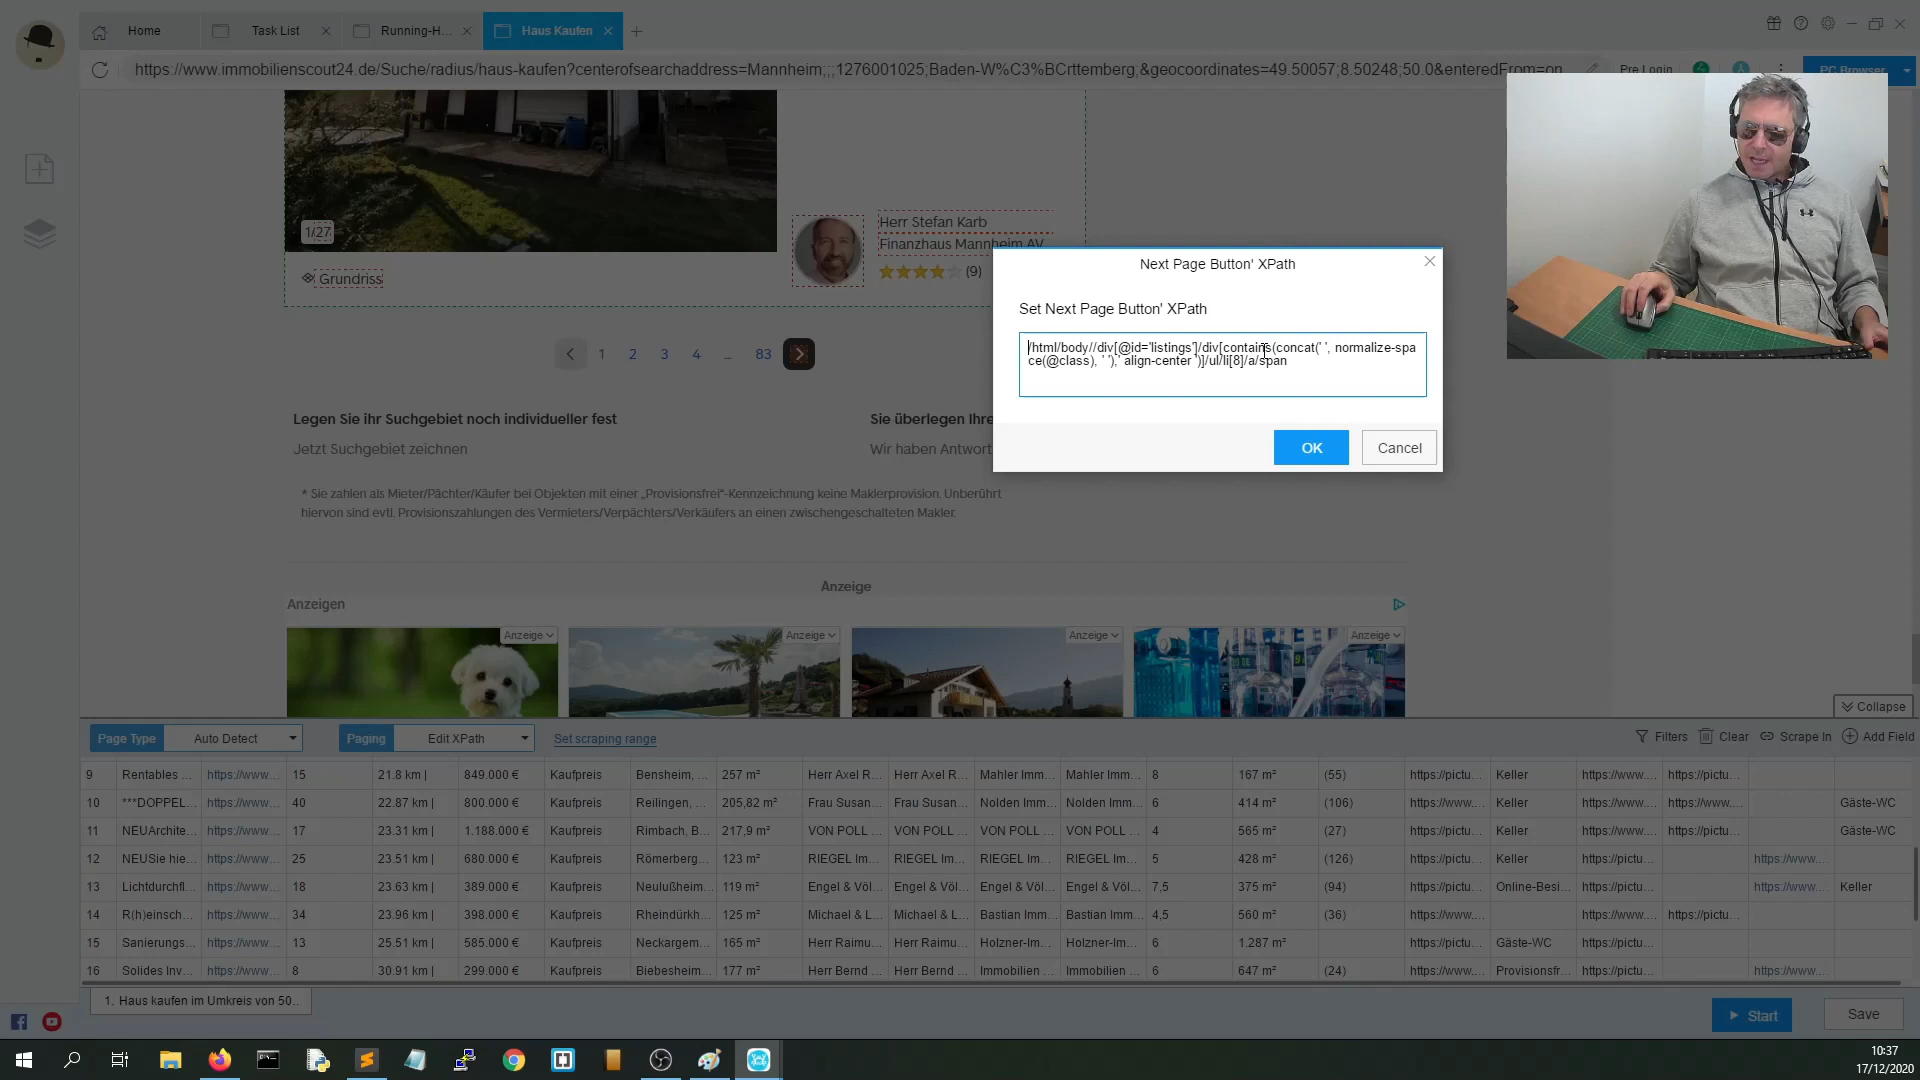 Home
Task List
Running-H...
Haus Kaufen
https://www.immobilienscout24.de/Suche/radius/haus-kaufen?centerofsearchaddress=Mannheim;;;1276001025;Baden-W%C3%BCrttemberg;&geocoordinates=49.50057;8.50248;50.0&enteredFrom=on
Pre Login
PC Browser
1/27
Grundriss
Herr Stefan Karb
Finanzhaus Mannheim AV
(9)
1 2 3 4 ... 83
Next Page Button' XPath
Set Next Page Button' XPath
/html/body//div[@id='listings']/div[contains(concat(' ', normalize-spa
ce(@class), ' '),' align-center ')]/ul/li[8]/a/span
OK
Cancel
Legen Sie ihr Suchgebiet noch individueller fest
Jetzt Suchgebiet zeichnen
Sie überlegen Ihre
Wir haben Antwort
* Sie zahlen als Mieter/Pächter/Käufer bei Objekten mit einer „Provisionsfrei“-Kennzeichnung keine Maklerprovision. Unberührt
hiervon sind evtl. Provisionszahlungen des Vermieters/Verpächters/Verkäufers an einen zwischengeschalteten Makler.
Anzeige
Anzeigen
Anzeige
Anzeige
Anzeige
Anzeige
Collapse
Page Type Auto Detect
Paging Edit XPath
Set scraping range
Filters
Clear
Scrape In
Add Field
9 Rentables ... https://www... 15 21.8 km | 849.000 € Kaufpreis Bensheim, ... 257 m² Herr Axel R... Herr Axel R... Mahler Imm... Mahler Imm... 8 167 m² (55) https://pictu... Keller https://www.... https://pictu...
10 ***DOPPEL... https://www... 40 22.87 km | 800.000 € Kaufpreis Reilingen, ... 205,82 m² Frau Susan... Frau Susan... Nolden Imm... Nolden Imm... 6 414 m² (106) https://pictu... Keller https://www.... https://www.... Gäste-WC
11 NEUArchite... https://www... 17 23.31 km | 1.188.000 € Kaufpreis Rimbach, B... 217,9 m² VON POLL ... VON POLL ... VON POLL ... VON POLL ... 4 565 m² (27) https://pictu... Keller https://www.... https://pictu... Gäste-WC
12 NEUSie hie... https://www... 25 23.51 km | 680.000 € Kaufpreis Römerberg... 123 m² RIEGEL Im... RIEGEL Im... RIEGEL Im... RIEGEL Im... 5 428 m² (126) https://pictu... Keller https://pictu... https://www....
13 Lichtdurchfl... https://www... 18 23.63 km | 389.000 € Kaufpreis Neulußheim... 119 m² Engel & Völ... Engel & Völ... Engel & Völ... Engel & Völ... 7,5 375 m² (94) https://pictu... Online-Besi... https://pictu... https://www.... Keller
14 R(h)einsch... https://www... 34 23.96 km | 398.000 € Kaufpreis Rheindürkh... 125 m² Michael & L... Michael & L... Bastian Imm... Bastian Imm... 4,5 560 m² (36) https://www.... https://www.... https://pictu...
15 Sanierungs... https://www... 13 25.51 km | 585.000 € Kaufpreis Neckargem... 165 m² Herr Raimu... Herr Raimu... Holzner-Im... Holzner-Im... 6 1.287 m² https://pictu... Gäste-WC https://pictu...
16 Solides Inv... https://www... 8 30.91 km | 299.000 € Kaufpreis Biebesheim... 177 m² Herr Bernd ... Herr Bernd ... Immobilien ... Immobilien ... 6 647 m² (24) https://pictu... Provisionsfr... https://pictu... https://www....
1. Haus kaufen im Umkreis von 50...
Start
Save
10:37
17/12/2020